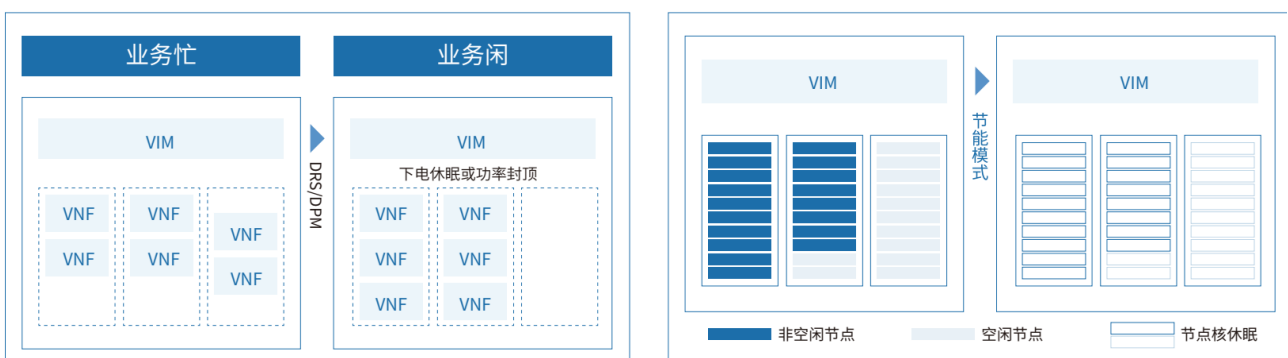 业务忙
业务闲
VIM
DRS/DPM
VIM
下电休眠或功率封顶
VNF VNF
VNF
VNF VNF
VNF
VNF VNF
VNF VNF
VNF VNF
VIM
节能模式
VIM
非空闲节点
空闲节点
节点核休眠